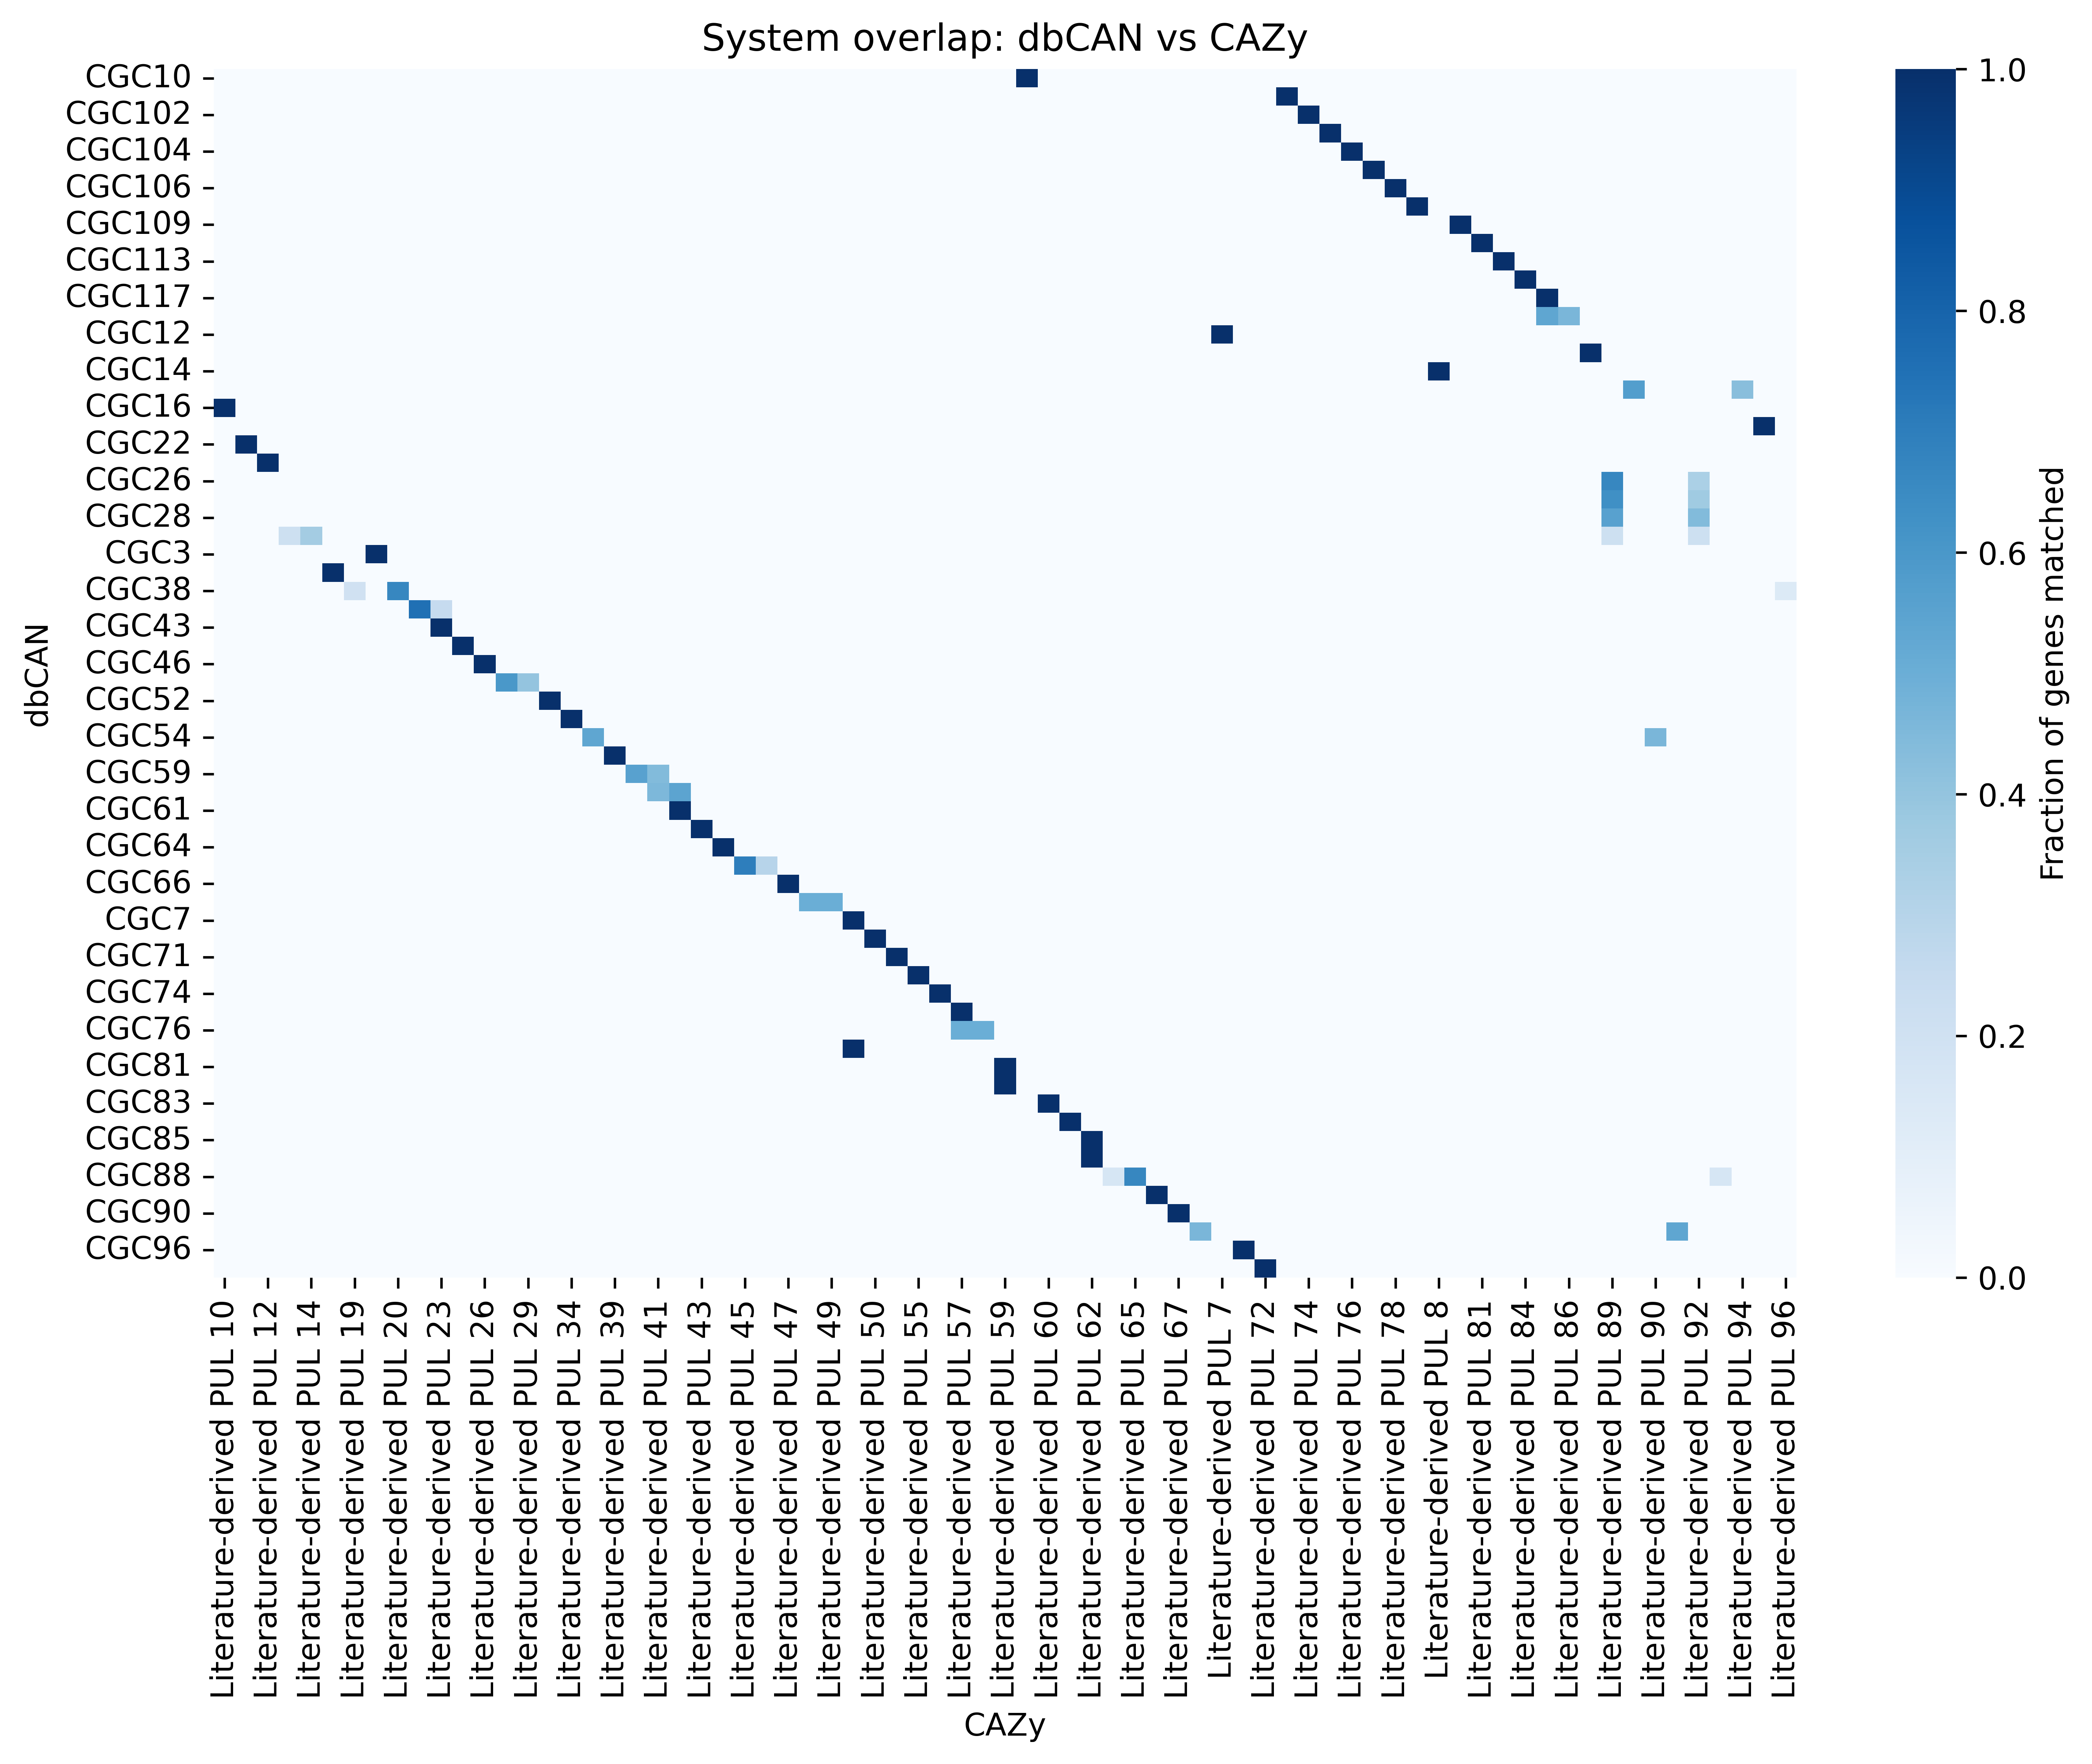 System overlap: dbCAN vs CAZy
dbCAN
CGC10
CGC102
CGC104
CGC106
CGC109
CGC113
CGC117
CGC12
CGC14
CGC16
CGC22
CGC26
CGC28
CGC3
CGC38
CGC43
CGC46
CGC52
CGC54
CGC59
CGC61
CGC64
CGC66
CGC7
CGC71
CGC74
CGC76
CGC81
CGC83
CGC85
CGC88
CGC90
CGC96
Literature-derived PUL 10
Literature-derived PUL 12
Literature-derived PUL 14
Literature-derived PUL 19
Literature-derived PUL 20
Literature-derived PUL 23
Literature-derived PUL 26
Literature-derived PUL 29
Literature-derived PUL 34
Literature-derived PUL 39
Literature-derived PUL 41
Literature-derived PUL 43
Literature-derived PUL 45
Literature-derived PUL 47
Literature-derived PUL 49
Literature-derived PUL 50
Literature-derived PUL 55
Literature-derived PUL 57
Literature-derived PUL 59
Literature-derived PUL 60
Literature-derived PUL 62
Literature-derived PUL 65
Literature-derived PUL 67
Literature-derived PUL 7
Literature-derived PUL 72
Literature-derived PUL 74
Literature-derived PUL 76
Literature-derived PUL 78
Literature-derived PUL 8
Literature-derived PUL 81
Literature-derived PUL 84
Literature-derived PUL 86
Literature-derived PUL 89
Literature-derived PUL 90
Literature-derived PUL 92
Literature-derived PUL 94
Literature-derived PUL 96
CAZy
1.0
0.8
0.6
0.4
0.2
0.0
Fraction of genes matched